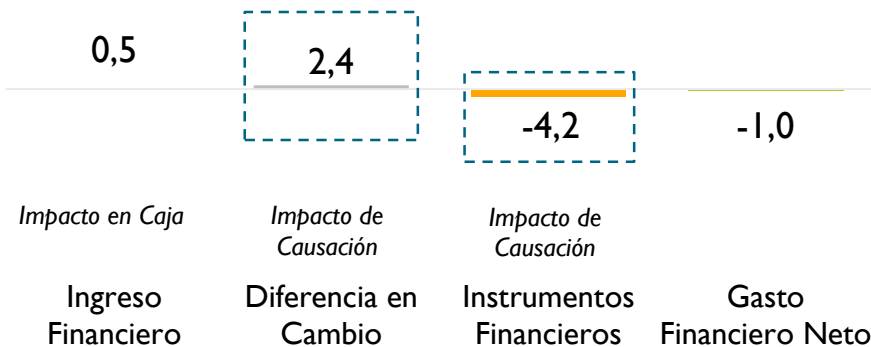 0,5
2,4
-4,2
-1,0
Impacto en Caja
Impacto de
Causación
Impacto de
Causación
Ingreso
Financiero
Diferencia en
Cambio
Instrumentos
Financieros
Gasto
Financiero Neto